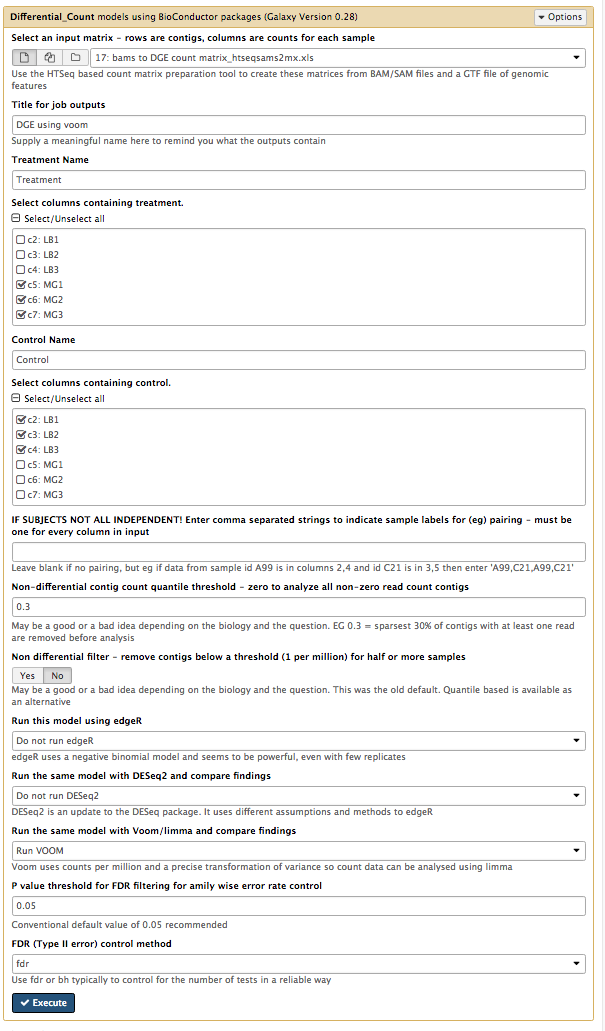 Differential_Count models using BioConductor packages (Galaxy Version 0.28)
Options
Select an input matrix - rows are contigs, columns are counts for each sample
17: bams to DGE count matrix_htseqsams2mx.xls
Use the HTSeq based count matrix preparation tool to create these matrices from BAM/SAM files and a GTF file of genomic
features
Title for job outputs
DGE using voom
Supply a meaningful name here to remind you what the outputs contain
Treatment Name
Treatment
Select columns containing treatment.
Select/Unselect all
c2: LB1
c3: LB2
c4: LB3
c5: MG1
c6: MG2
c7: MG3
Control Name
Control
Select columns containing control.
Select/Unselect all
c2: LB1
c3: LB2
c4: LB3
c5: MG1
c6: MG2
c7: MG3
IF SUBJECTS NOT ALL INDEPENDENT! Enter comma separated strings to indicate sample labels for (eg) pairing - must be
one for every column in input
Leave blank if no pairing, but eg if data from sample id A99 is in columns 2,4 and id C21 is in 3,5 then enter 'A99,C21,A99,C21'
Non-differential contig count quantile threshold - zero to analyze all non-zero read count contigs
0.3
May be a good or a bad idea depending on the biology and the question. EG 0.3 = sparsest 30% of contigs with at least one read
are removed before analysis
Non differential filter - remove contigs below a threshold (1 per million) for half or more samples
Yes No
May be a good or a bad idea depending on the biology and the question. This was the old default. Quantile based is available as
an alternative
Run this model using edgeR
Do not run edgeR
edgeR uses a negative binomial model and seems to be powerful, even with few replicates
Run the same model with DESeq2 and compare findings
Do not run DESeq2
DESeq2 is an update to the DESeq package. It uses different assumptions and methods to edgeR
Run the same model with Voom/limma and compare findings
Run VOOM
Voom uses counts per million and a precise transformation of variance so count data can be analysed using limma
P value threshold for FDR filtering for amily wise error rate control
0.05
Conventional default value of 0.05 recommended
FDR (Type II error) control method
fdr
Use fdr or bh typically to control for the number of tests in a reliable way
Execute